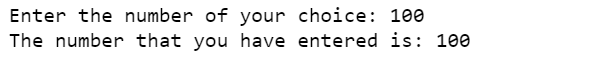 Enter the number of your choice: 100
The number that you have entered is: 100